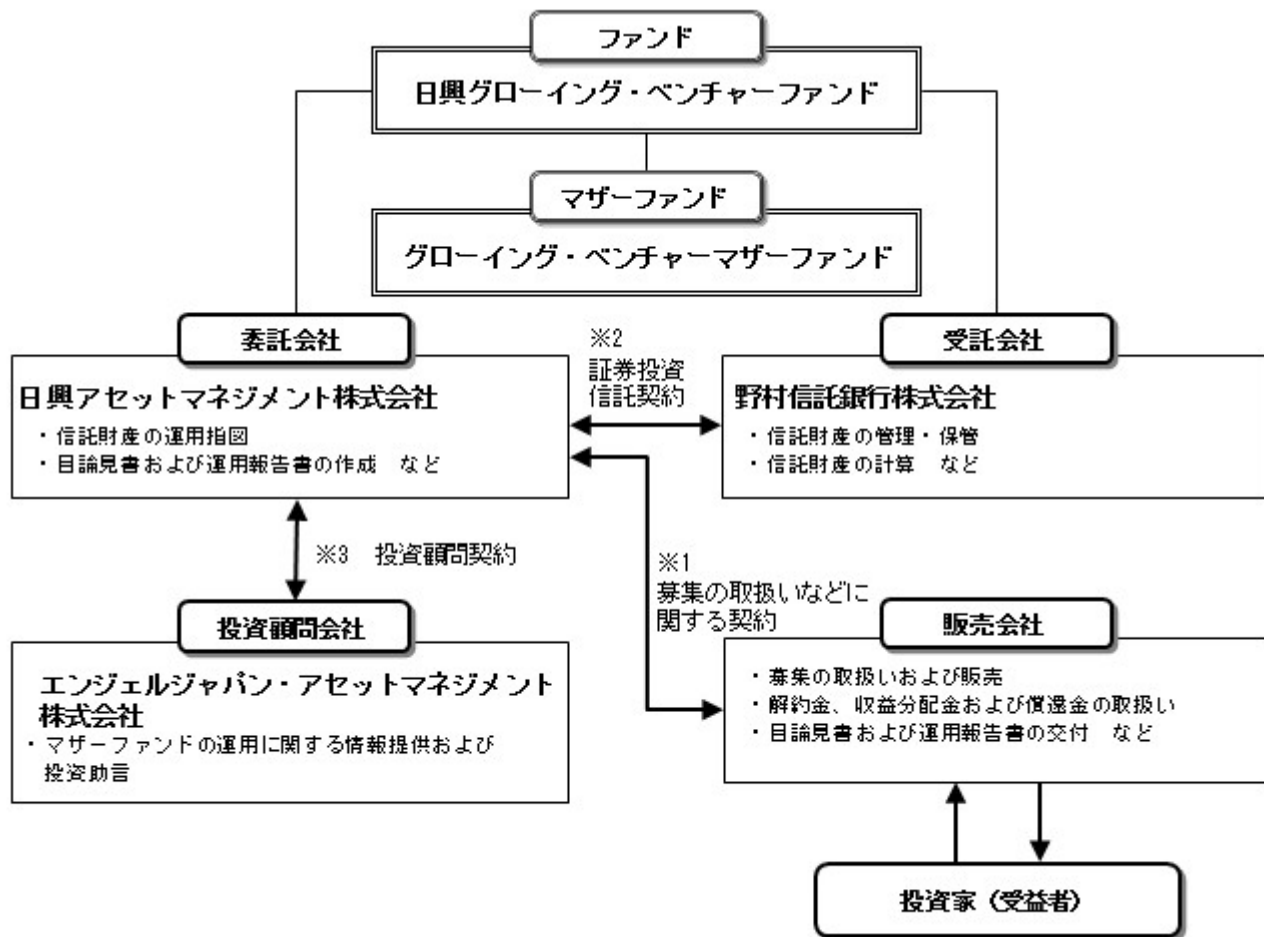 ファンド
日興グローイング・ベンチャーファンド
マザーファンド
グローイング・ベンチャーマザーファンド
委託会社
日興アセットマネジメント株式会社
・信託財産の運用指図
・目論見書および運用報告書の作成　など
※2
証券投資
信託契約
受託会社
野村信託銀行株式会社
・信託財産の管理・保管
・信託財産の計算　など
※3　投資顧問契約
※1
募集の取扱いなどに
関する契約
投資顧問会社
エンジェルジャパン・アセットマネジメント
株式会社
・マザーファンドの運用に関する情報提供および
投資助言
販売会社
・募集の取扱いおよび販売
・解約金、収益分配金および償還金の取扱い
・目論見書および運用報告書の交付　など
投資家（受益者）